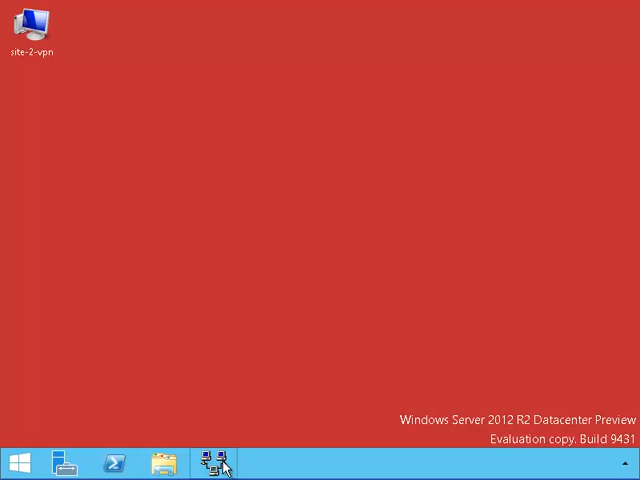 site-2-vpn
Windows Server 2012 R2 Datacenter Preview
Evaluation copy. Build 9431